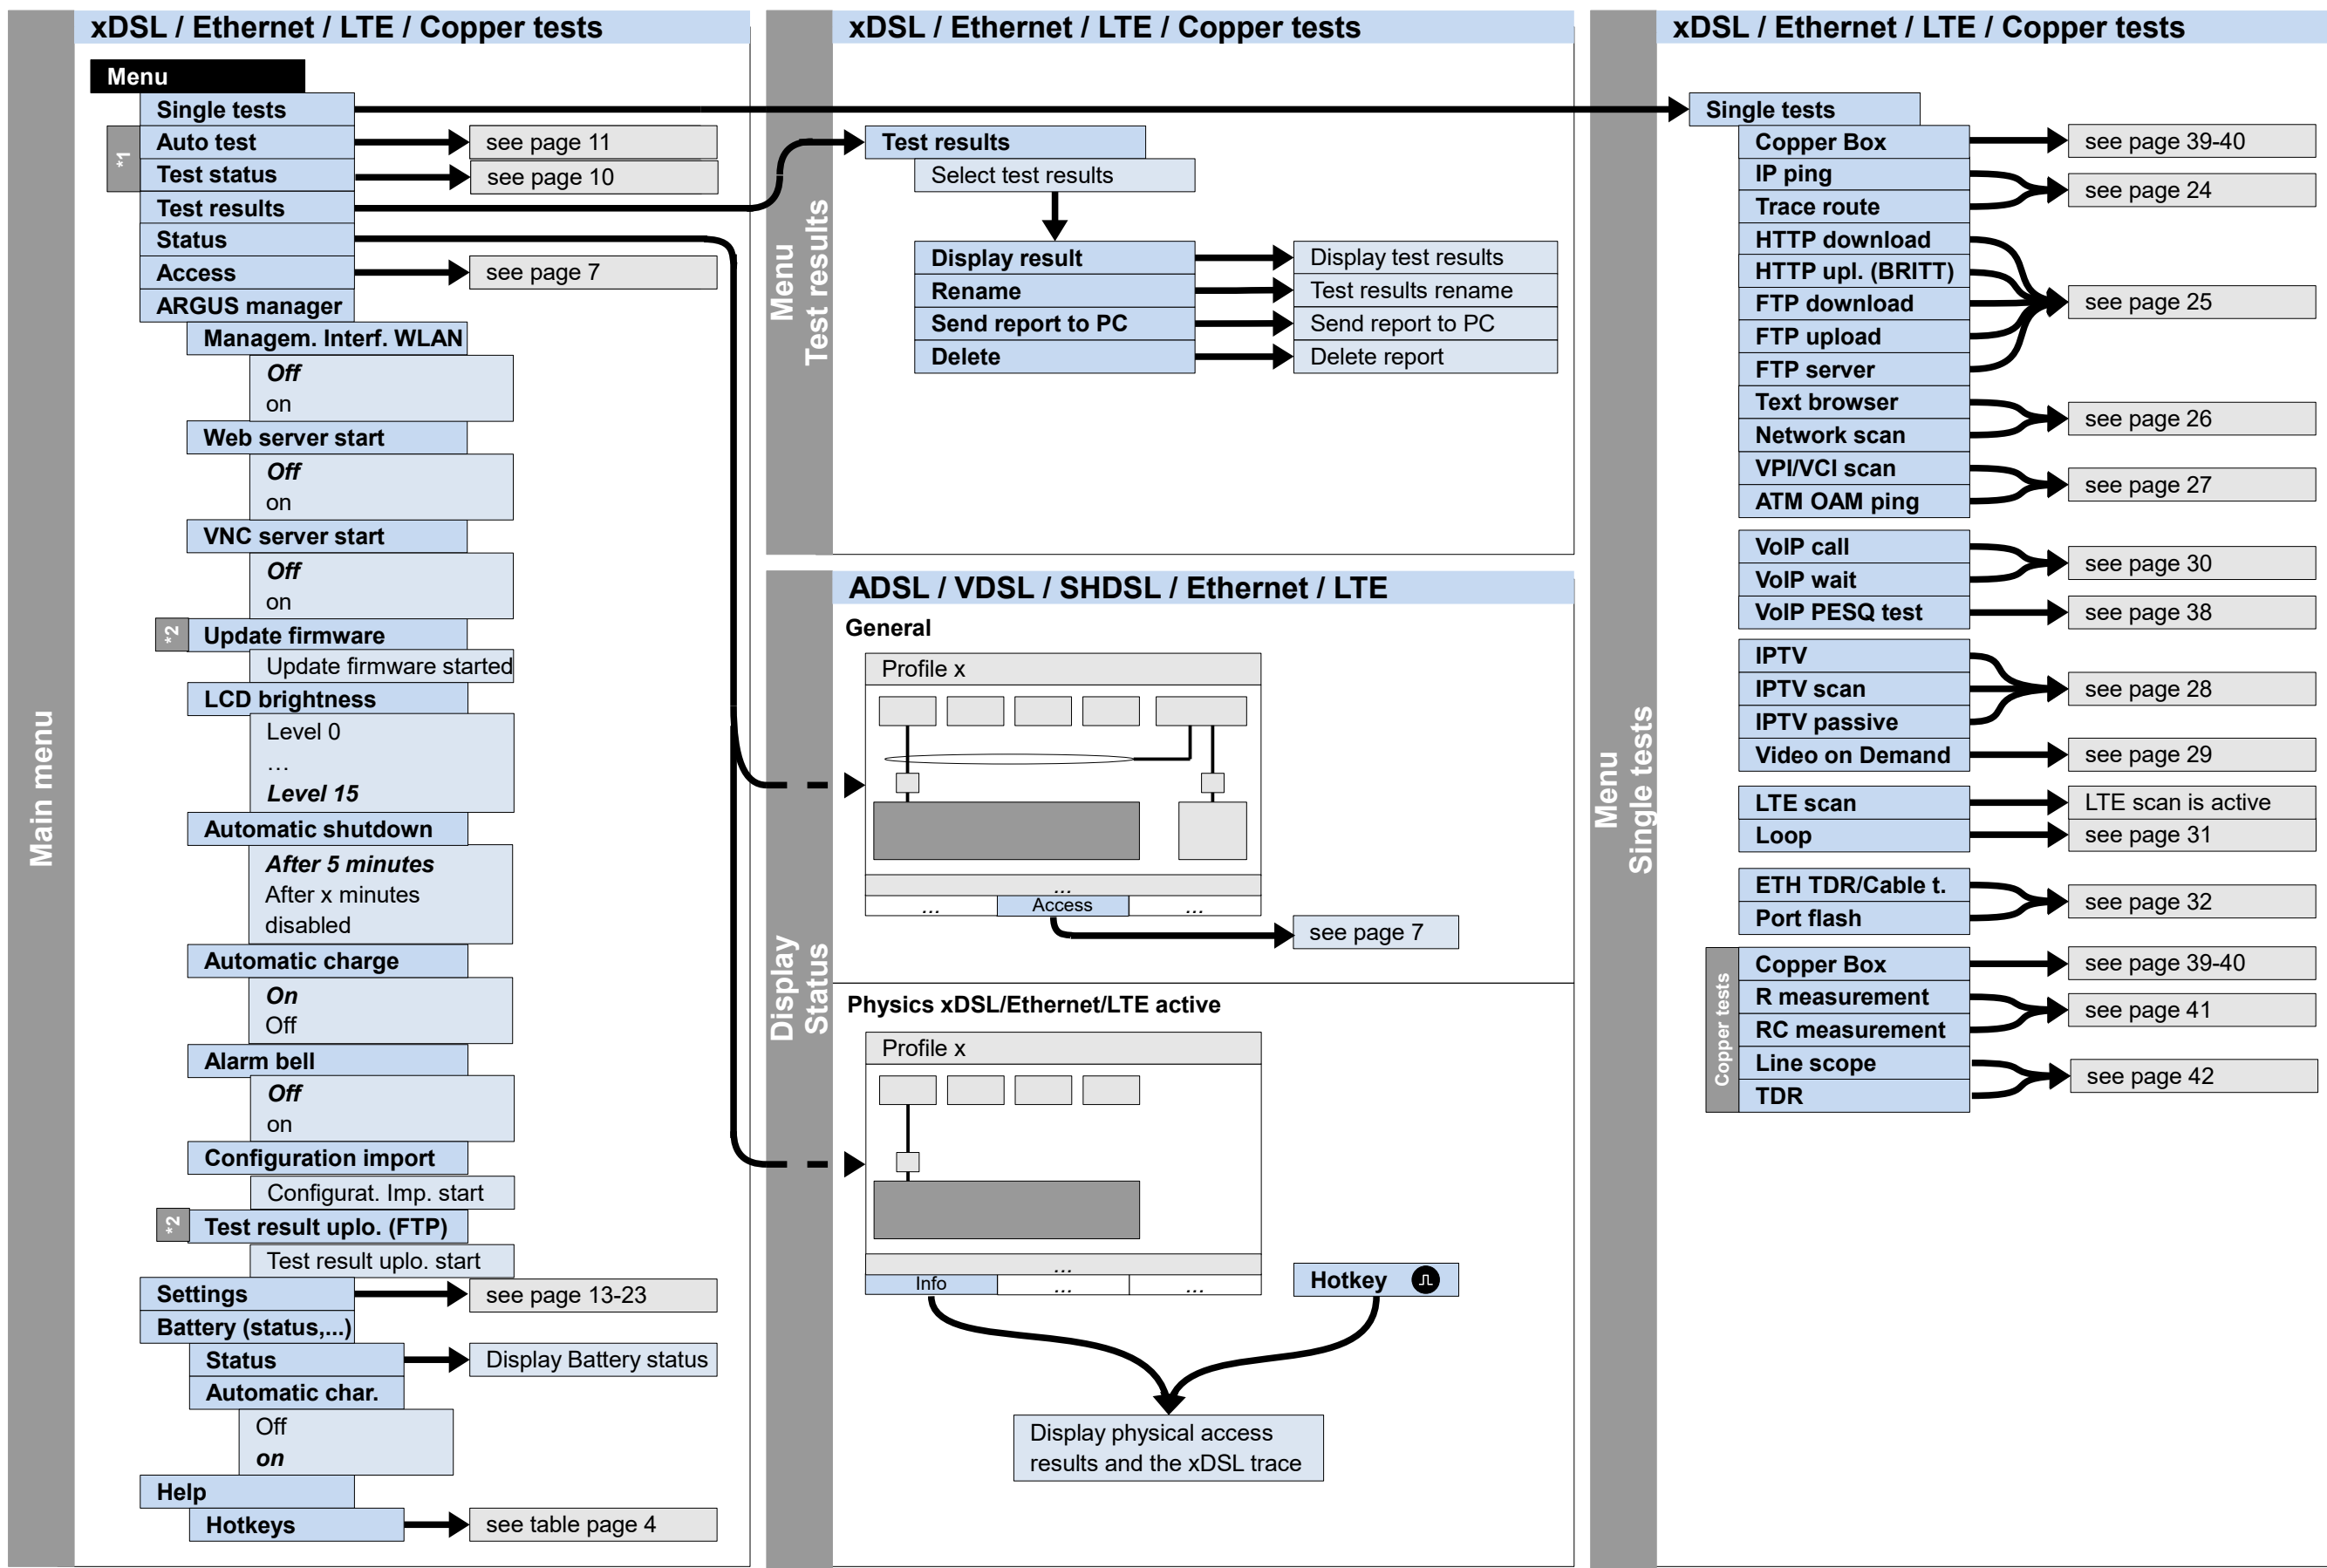 xDSL / Ethernet / LTE / Copper tests
Main menu
Menu
Single tests
*1
Auto test
see page 11
Test status
see page 10
Test results
Status
Access
see page 7
ARGUS manager
Managem. Interf. WLAN
Off
on
Web server start
Off
on
VNC server start
Off
on
*2
Update firmware
Update firmware started
LCD brightness
Level 0
…
Level 15
Automatic shutdown
After 5 minutes
After x minutes
disabled
Automatic charge
On
Off
Alarm bell
Off
on
Configuration import
Configurat. Imp. start
*2
Test result uplo. (FTP)
Test result uplo. start
Settings
see page 13-23
Battery (status,...)
Status
Display Battery status
Automatic char.
Off
on
Help
Hotkeys
see table page 4
xDSL / Ethernet / LTE / Copper tests
Menu
Test results
Test results
Select test results
Display result
Display test results
Rename
Test results rename
Send report to PC
Send report to PC
Delete
Delete report
ADSL / VDSL / SHDSL / Ethernet / LTE
Display
Status
General
Profile x
...
...
Access
...
see page 7
Physics xDSL/Ethernet/LTE active
Profile x
...
Info
...
...
Hotkey
Display physical access
results and the xDSL trace
xDSL / Ethernet / LTE / Copper tests
Menu
Single tests
Single tests
Copper Box
see page 39-40
IP ping
Trace route
see page 24
HTTP download
HTTP upl. (BRITT)
FTP download
FTP upload
FTP server
see page 25
Text browser
Network scan
see page 26
VPI/VCI scan
ATM OAM ping
see page 27
VoIP call
VoIP wait
see page 30
VoIP PESQ test
see page 38
IPTV
IPTV scan
IPTV passive
see page 28
Video on Demand
see page 29
LTE scan
LTE scan is active
Loop
see page 31
ETH TDR/Cable t.
Port flash
see page 32
Copper tests
Copper Box
see page 39-40
R measurement
RC measurement
see page 41
Line scope
TDR
see page 42